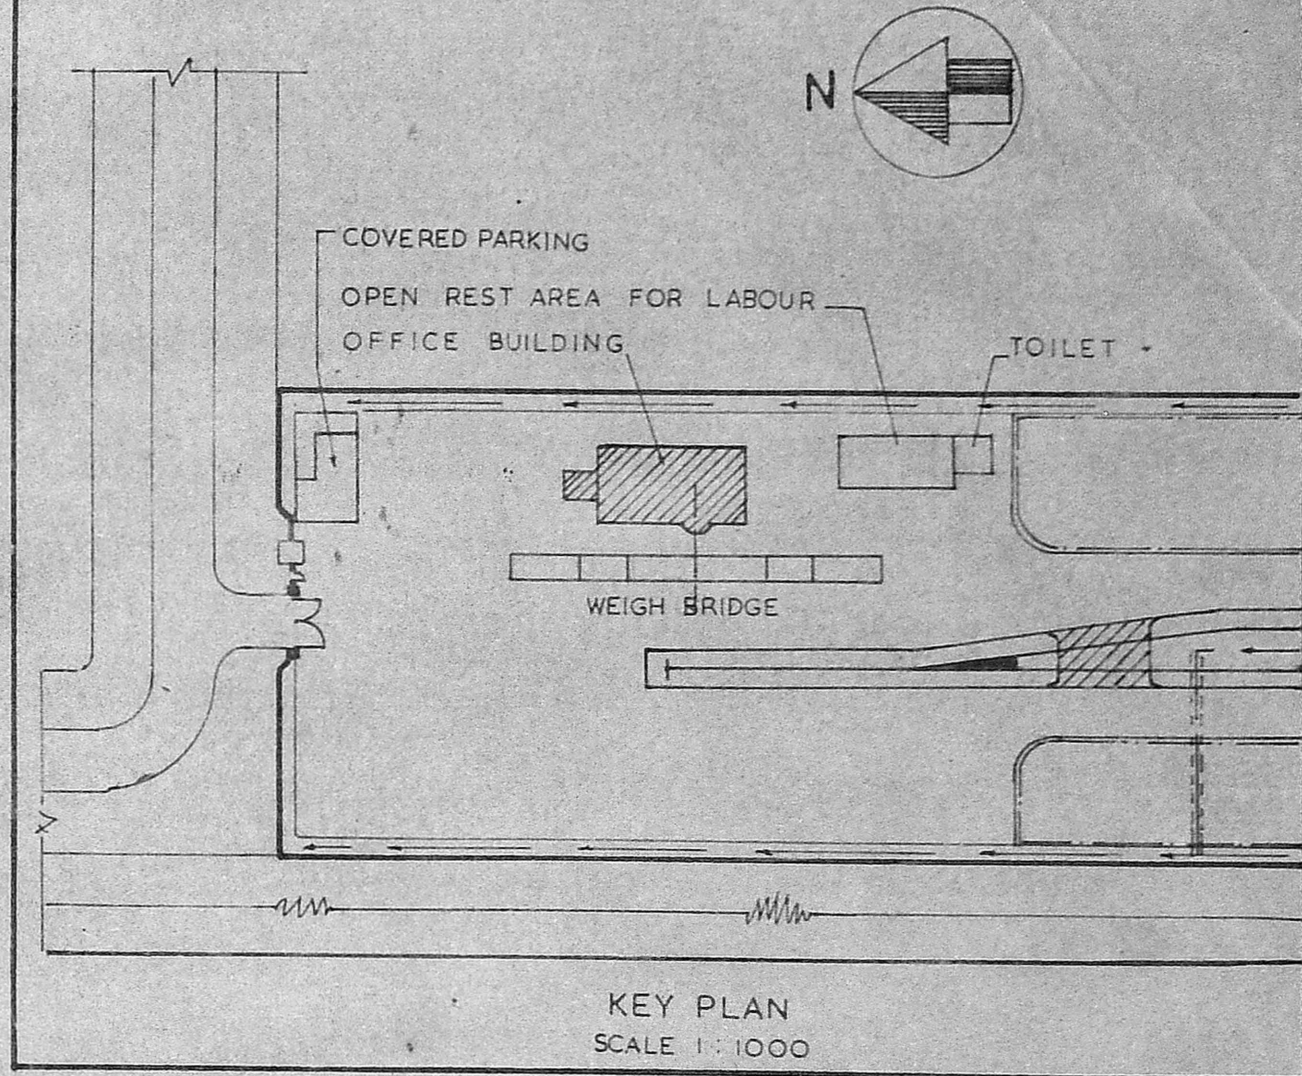 N
COVERED PARKING
OPEN REST AREA FOR LABOUR
OFFICE BUILDING
TOILET
WEIGH BRIDGE
KEY PLAN
SCALE 1:1000